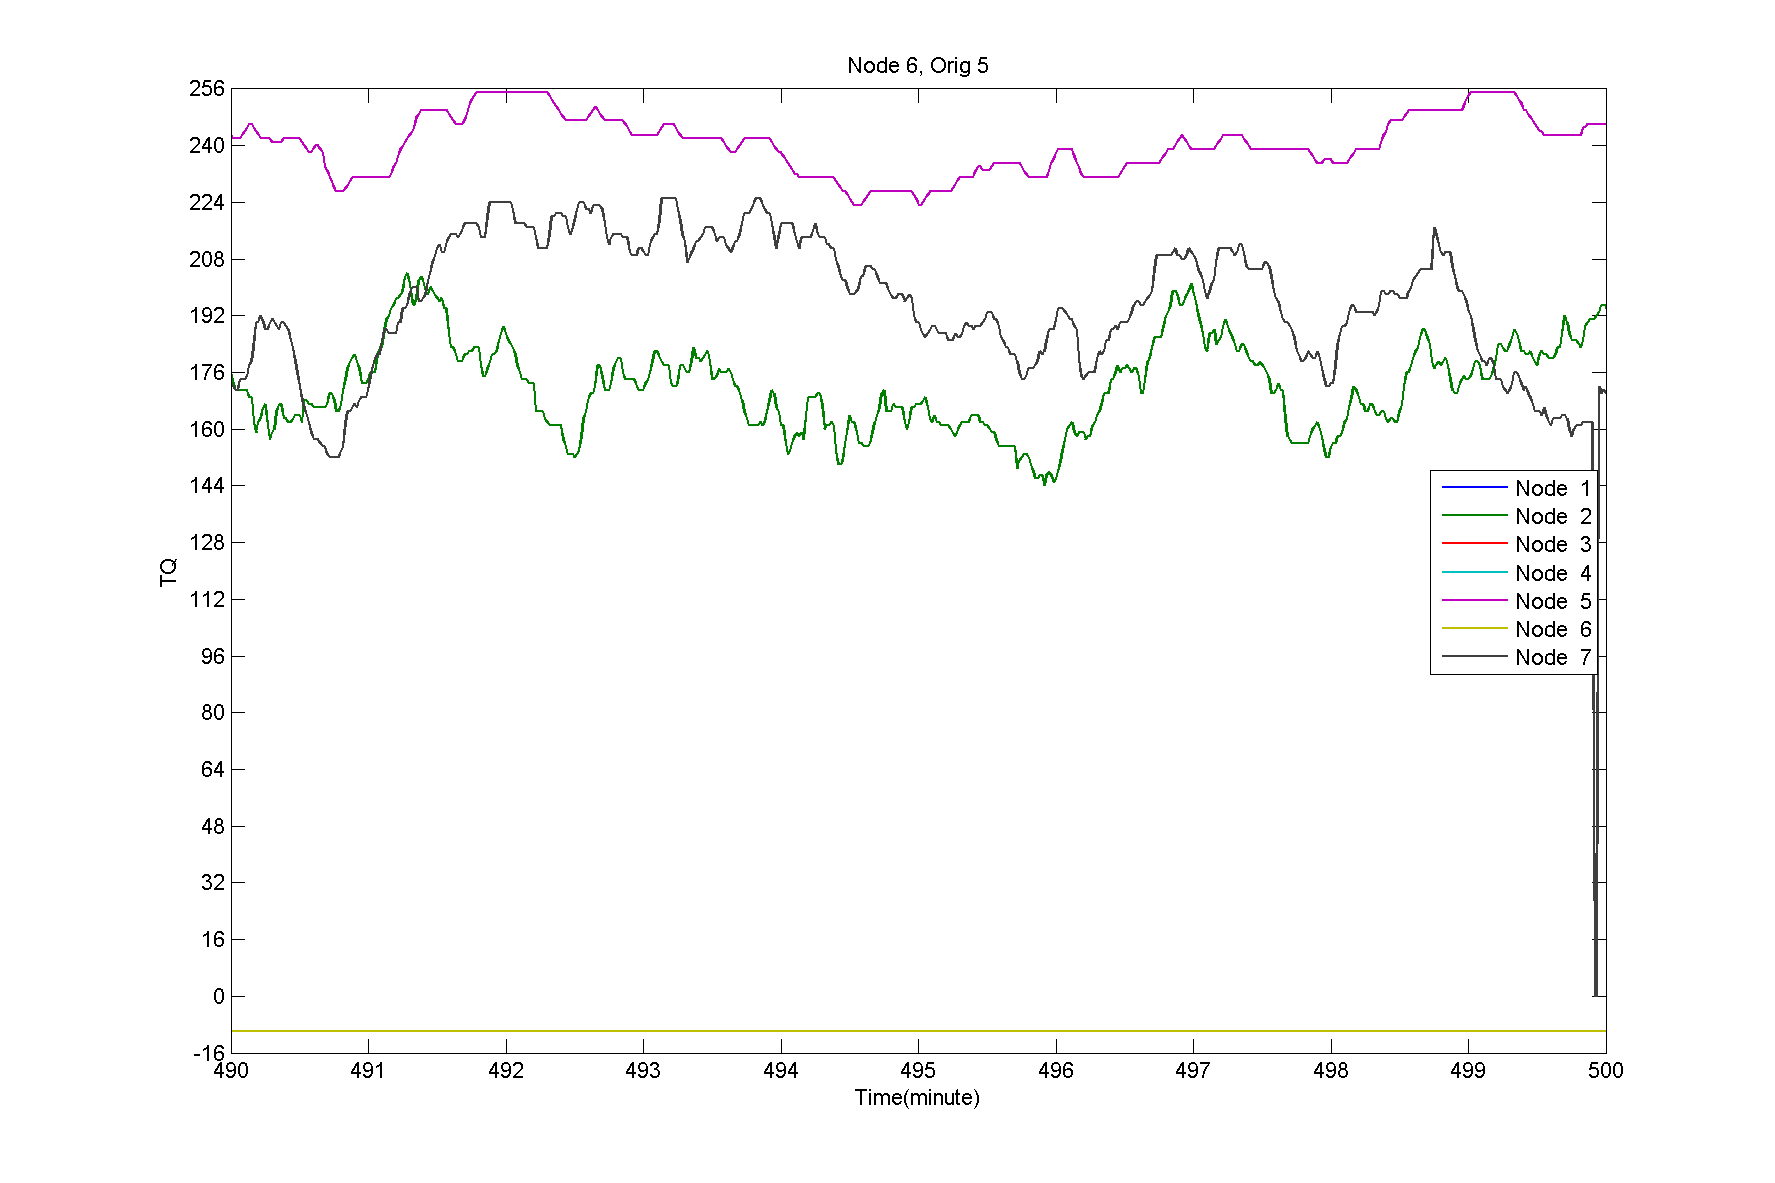 Node 6, Orig 5
256
240
224
208
192
176
160
144
128
112
96
80
64
48
32
16
0
-16
TQ
Node 1
Node 2
Node 3
Node 4
Node 5
Node 6
Node 7
490 491 492 493 494 495 496 497 498 499 500
Time(minute)